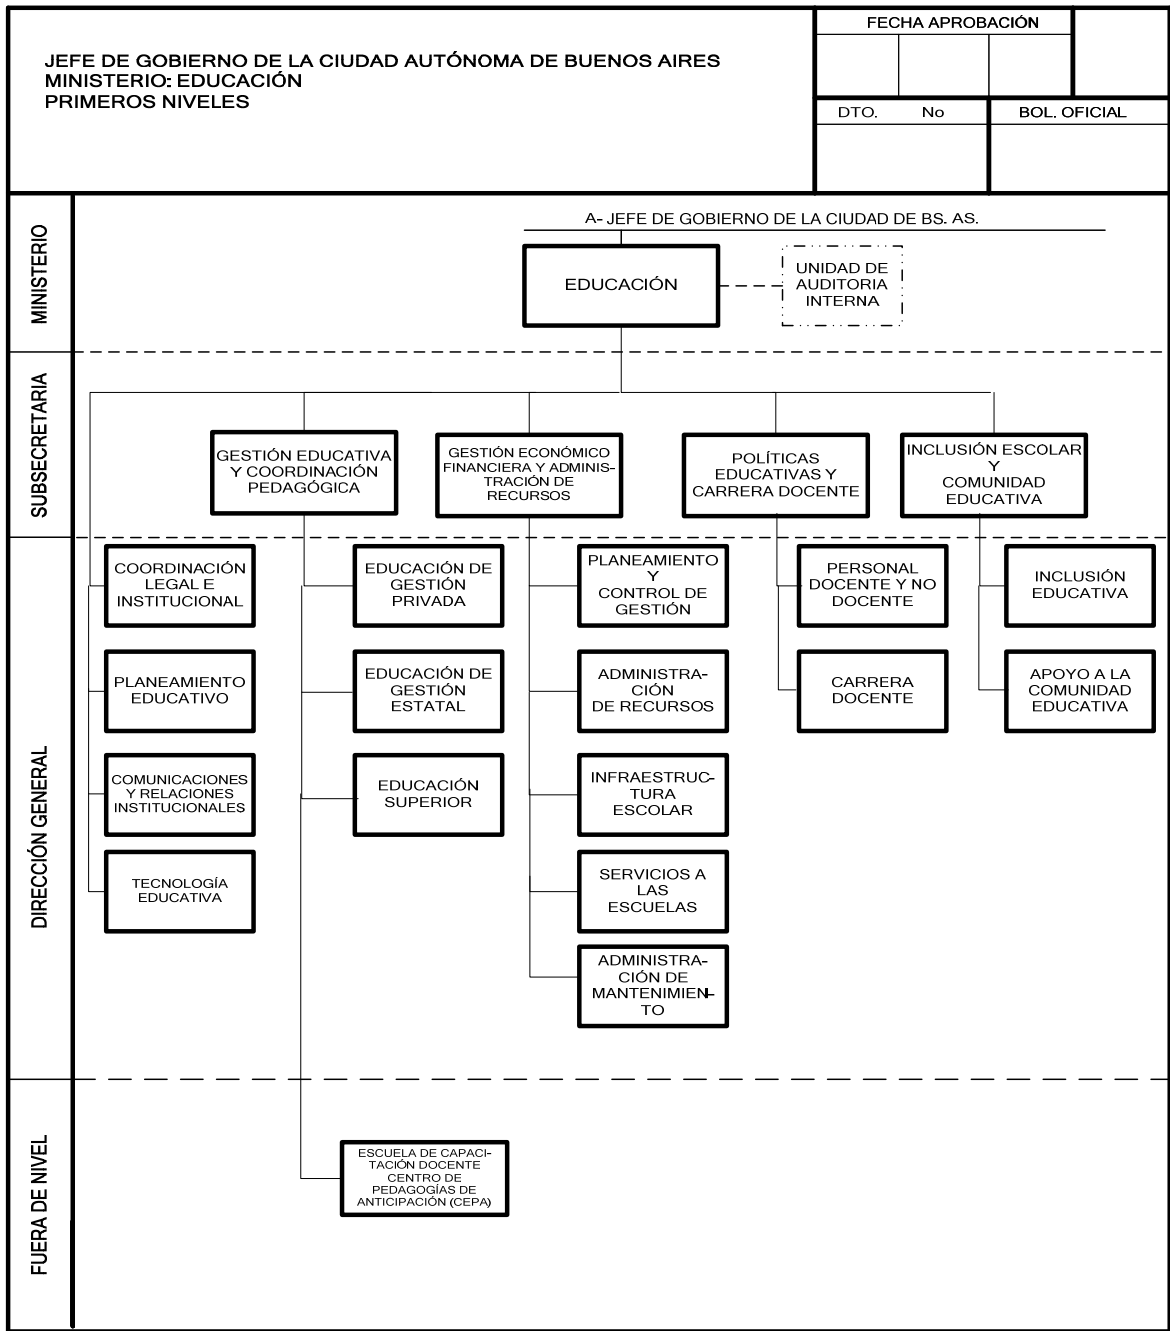 JEFE DE GOBIERNO DE LA CIUDAD AUTÓNOMA DE BUENOS AIRES
MINISTERIO: EDUCACIÓN
PRIMEROS NIVELES
FECHA APROBACIÓN
DTO. No
BOL. OFICIAL
MINISTERIO
A- JEFE DE GOBIERNO DE LA CIUDAD DE BS. AS.
EDUCACIÓN
UNIDAD DE
AUDITORIA
INTERNA
SUBSECRETARIA
GESTIÓN EDUCATIVA
Y COORDINACIÓN
PEDAGÓGICA
GESTIÓN ECONÓMICO
FINANCIERA Y ADMINIS-
TRACIÓN DE
RECURSOS
POLÍTICAS
EDUCATIVAS Y
CARRERA DOCENTE
INCLUSIÓN ESCOLAR
Y
COMUNIDAD
EDUCATIVA
DIRECCIÓN GENERAL
COORDINACIÓN
LEGAL E
INSTITUCIONAL
EDUCACIÓN DE
GESTIÓN
PRIVADA
PLANEAMIENTO
Y
CONTROL DE
GESTIÓN
PERSONAL
DOCENTE Y NO
DOCENTE
INCLUSIÓN
EDUCATIVA
PLANEAMIENTO
EDUCATIVO
EDUCACIÓN DE
GESTIÓN
ESTATAL
ADMINISTRA-
CIÓN
DE RECURSOS
CARRERA
DOCENTE
APOYO A LA
COMUNIDAD
EDUCATIVA
COMUNICACIONES
Y RELACIONES
INSTITUCIONALES
EDUCACIÓN
SUPERIOR
INFRAESTRUC-
TURA
ESCOLAR
TECNOLOGÍA
EDUCATIVA
SERVICIOS A
LAS
ESCUELAS
ADMINISTRA-
CIÓN DE
MANTENIMIEN-
TO
FUERA DE NIVEL
ESCUELA DE CAPACI-
TACIÓN DOCENTE
CENTRO DE
PEDAGOGÍAS DE
ANTICIPACIÓN (CEPA)